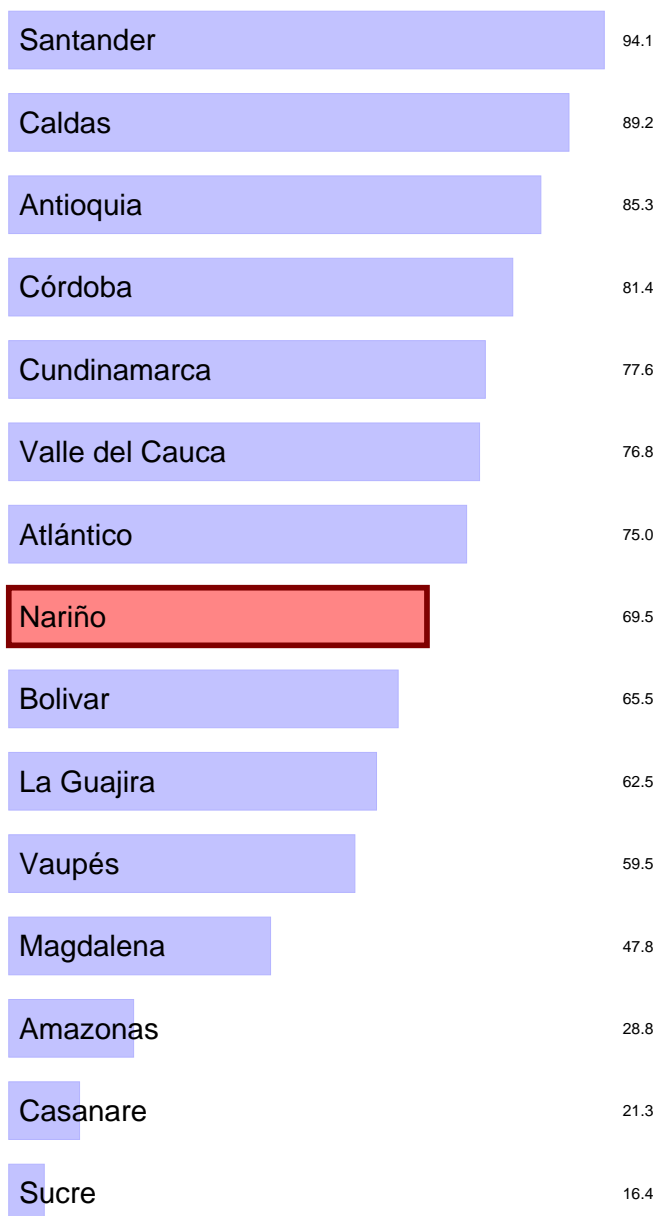 Santander 94.1
Caldas 89.2
Antioquia 85.3
Córdoba 81.4
Cundinamarca 77.6
Valle del Cauca 76.8
Atlántico 75.0
Nariño 69.5
Bolivar 65.5
La Guajira 62.5
Vaupés 59.5
Magdalena 47.8
Amazonas 28.8
Casanare 21.3
Sucre 16.4